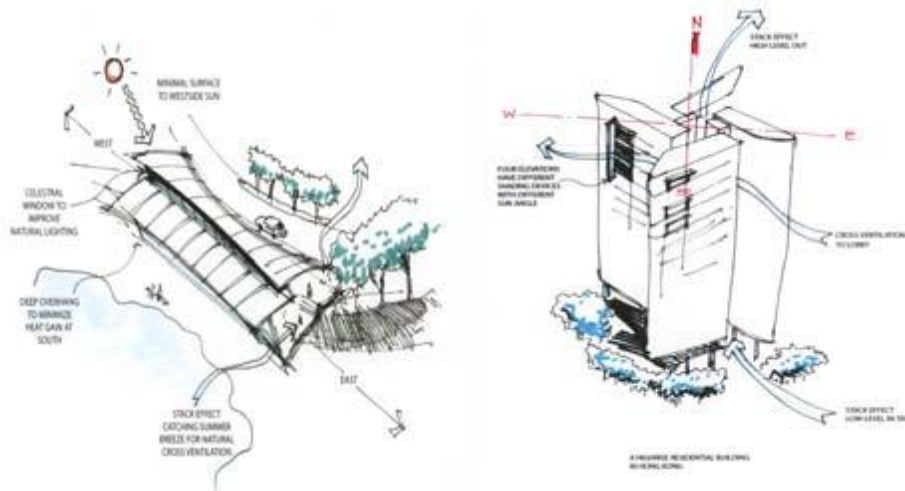 MINIMAL SURFACE
TO WESTSIDE SUN
WEST
CELESTRAL
WINDOW TO
IMPROVE
NATURAL LIGHTING
DEEP OVERHANG
TO MINIMIZE
HEAT GAIN AT
SOUTH
EAST
STACK EFFECT
CATCHING SUMMER
BREEZE FOR NATURAL
CROSS VENTILATION
N
STACK EFFECT
HIGH LEVEL OUT
W
E
FOUR ELEVATIONS
HAVE DIFFERENT
SHADING DEVICES
WITH DIFFERENT
SUN ANGLE
CROSS VENTILATION
TO LOBBY
STACK EFFECT
LOW LEVEL IN
A HIGHRISE RESIDENTIAL BUILDING
IN HONG KONG